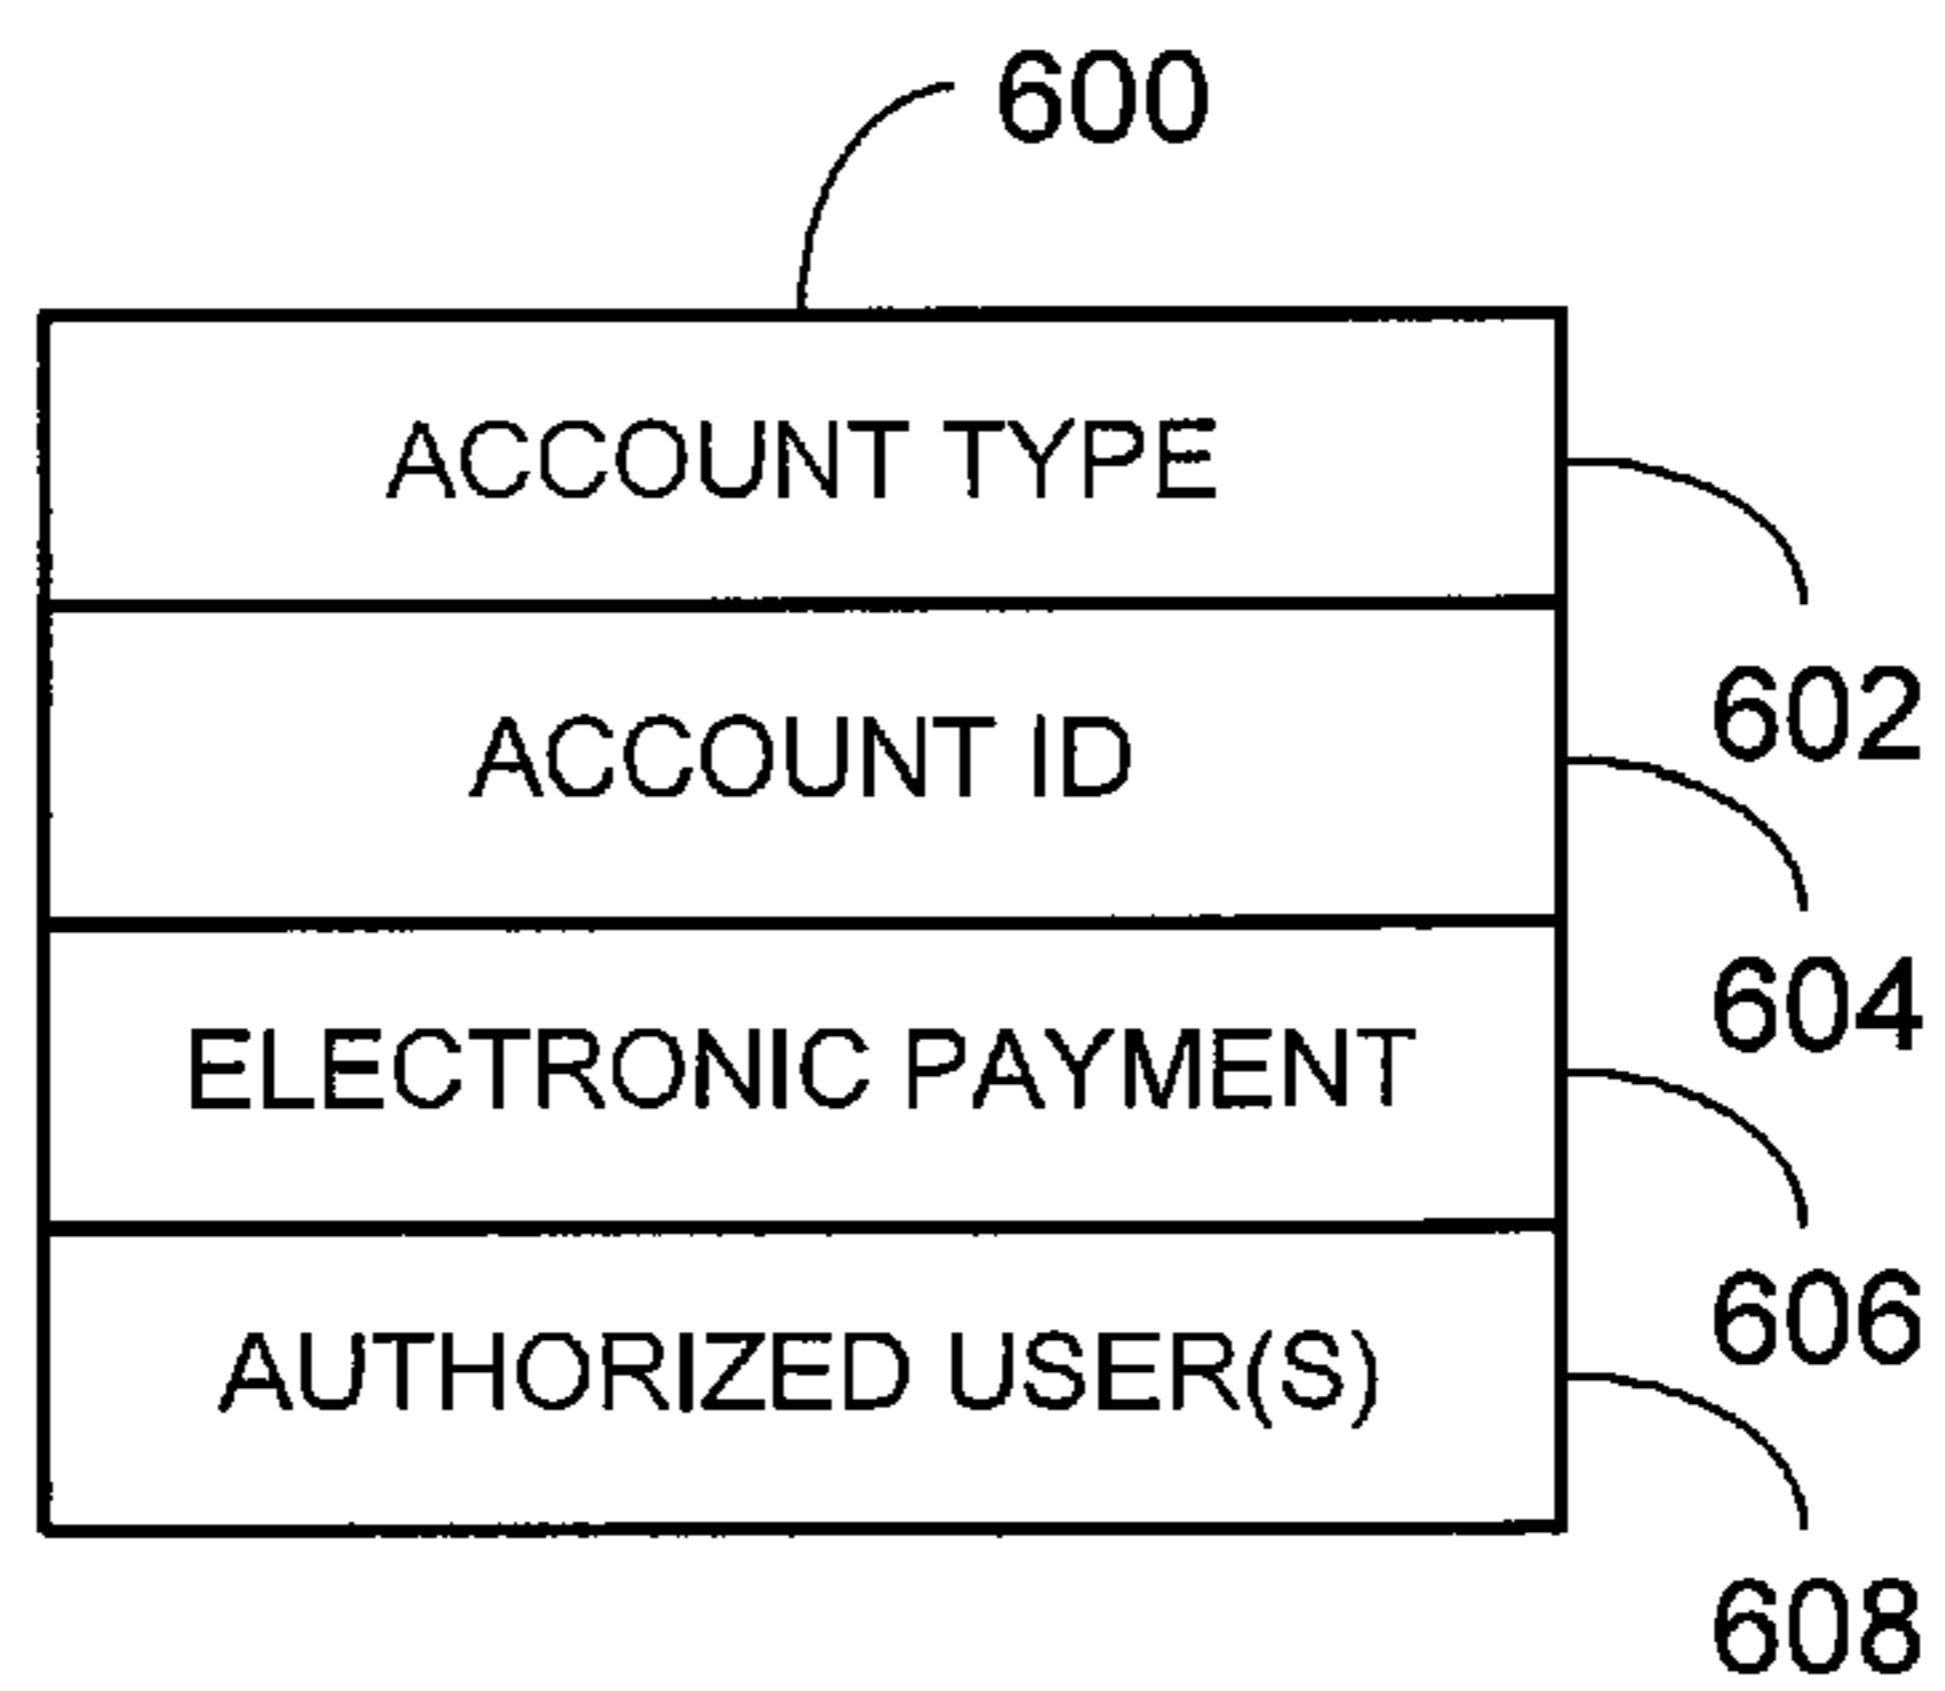 600
ACCOUNT TYPE
602
ACCOUNT ID
604
ELECTRONIC PAYMENT
606
AUTHORIZED USER(S)
608